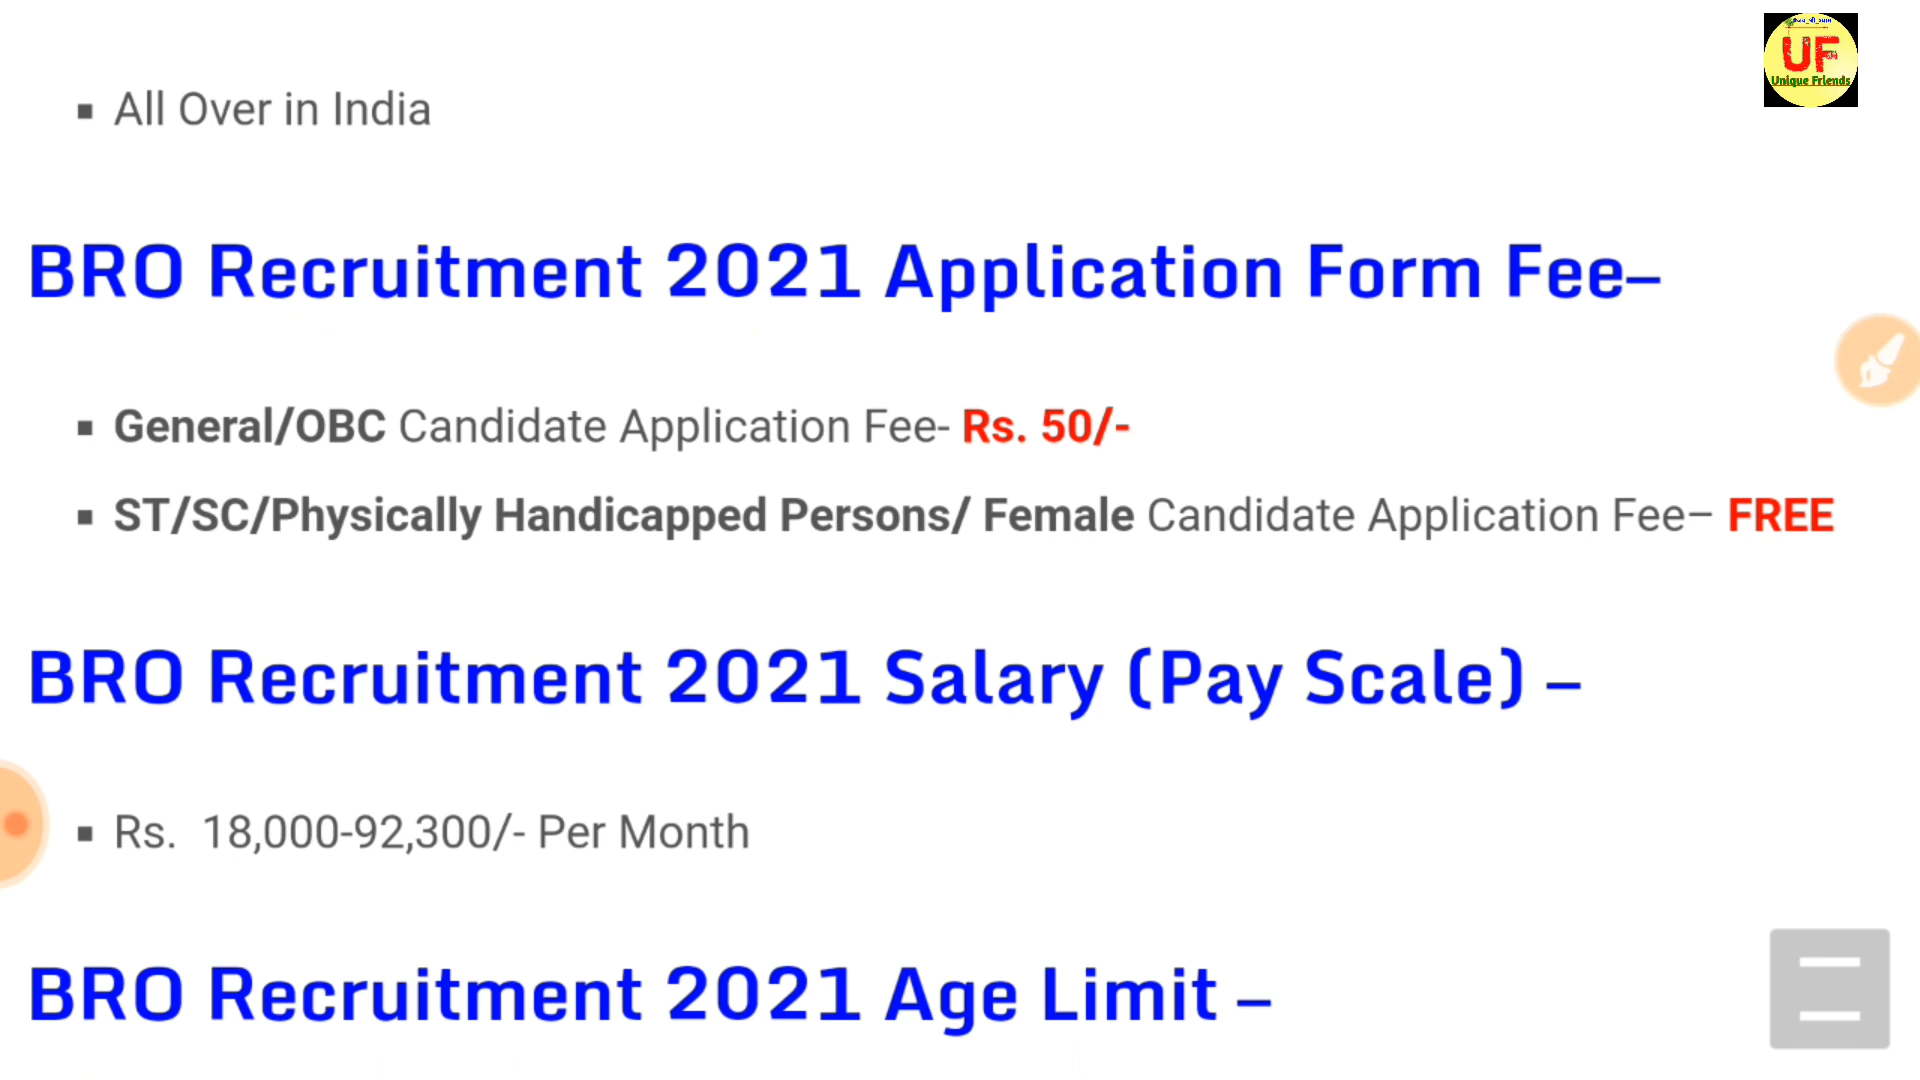 UF
Unique Friends
▪ All Over in India
BRO Recruitment 2021 Application Form Fee–
▪ General/OBC Candidate Application Fee- Rs. 50/-
▪ ST/SC/Physically Handicapped Persons/ Female Candidate Application Fee– FREE
BRO Recruitment 2021 Salary (Pay Scale) –
▪ Rs.  18,000-92,300/- Per Month
BRO Recruitment 2021 Age Limit –